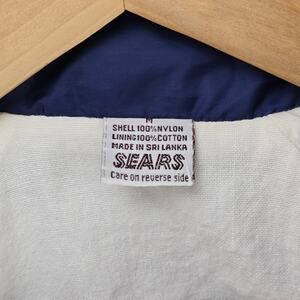 M
SHELL 100% NYLON
LINING 100% COTTON
MADE IN SRI LANKA
SEARS
Care on reverse side